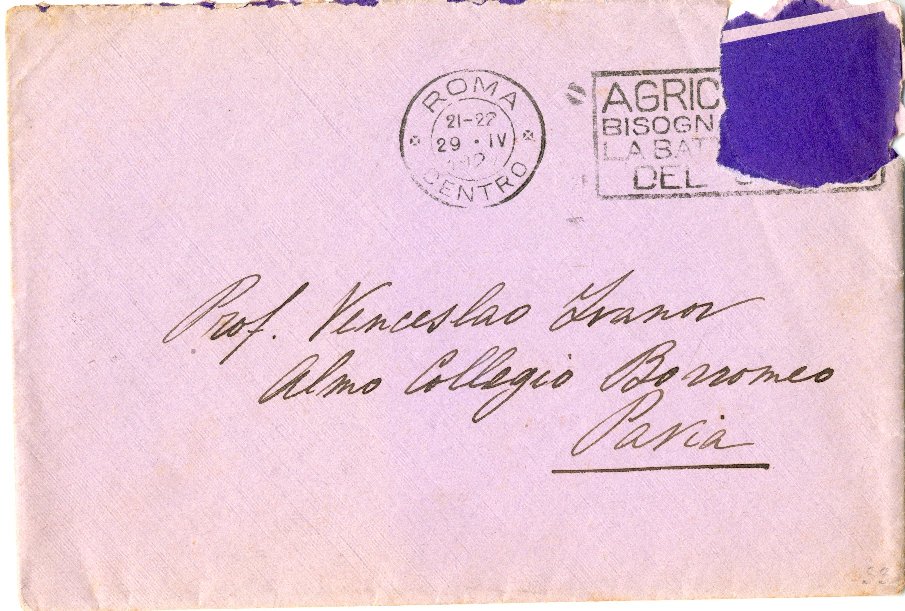 ROMA
21-22
29 · IV
CENTRO
AGRIC
BISOGN
LA BAT
DEL
Prof. Venceslao Ivanov
Almo Collegio Borromeo
Pavia